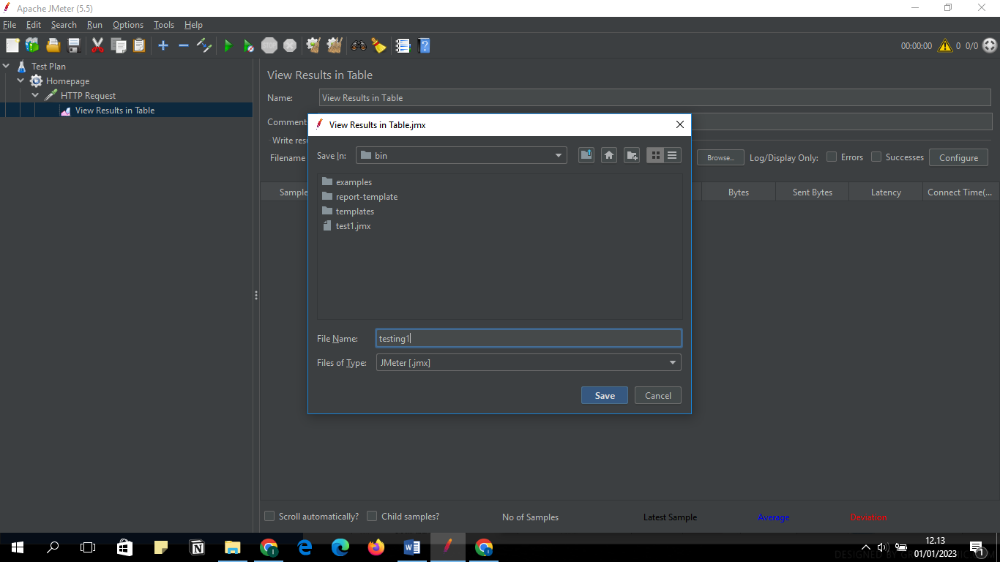 Apache JMeter (5.5)
File Edit Search Run Options Tools Help
STOP
00:00:00 0 0/0
Test Plan
Homepage
HTTP Request
View Results in Table
View Results in Table
Name: View Results in Table
Comment
Write resu
Filename
Browse... Log/Display Only: Errors Successes Configure
Sample Bytes Sent Bytes Latency Connect Time(...
View Results in Table.jmx
Save In: bin
examples
report-template
templates
test1.jmx
File Name: testing1
Files of Type: JMeter [.jmx]
Save Cancel
Scroll automatically? Child samples? No of Samples Latest Sample Average Deviation
12.13
01/01/2023
1